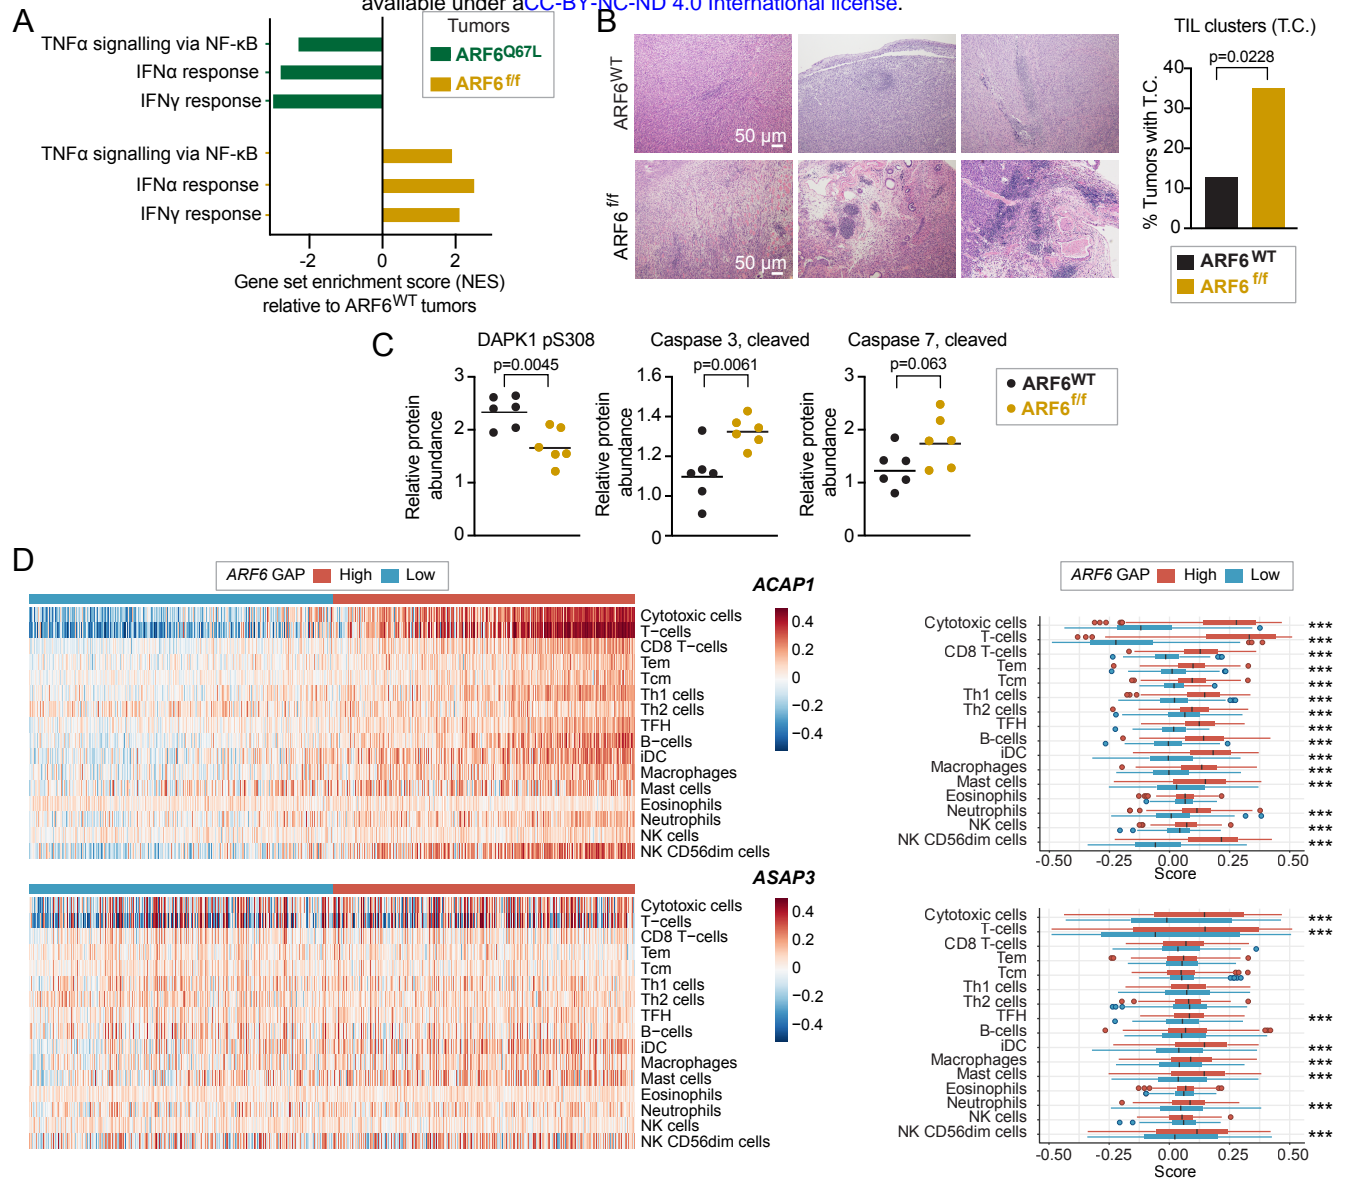 available under aCC-BY-NC-ND 4.0 International license.
A
Tumors
ARF6Q67L
ARF6 f/f
TNFα signalling via NF-κB
IFNα response
IFNγ response
TNFα signalling via NF-κB
IFNα response
IFNγ response
-2 0 2
Gene set enrichment score (NES)
relative to ARF6WT tumors
B
ARF6WT
50 µm
ARF6 f/f
50 µm
TIL clusters (T.C.)
p=0.0228
% Tumors with T.C.
40
30
20
10
0
ARF6 WT
ARF6 f/f
C
DAPK1 pS308
p=0.0045
Relative protein
abundance
3
2
1
0
Caspase 3, cleaved
p=0.0061
Relative protein
abundance
1.6
1.4
1.2
1.0
0
Caspase 7, cleaved
p=0.063
Relative protein
abundance
3
2
1
0
ARF6WT
ARF6f/f
D
ARF6 GAP High Low
ACAP1
Cytotoxic cells
T−cells
CD8 T−cells
Tem
Tcm
Th1 cells
Th2 cells
TFH
B−cells
iDC
Macrophages
Mast cells
Eosinophils
Neutrophils
NK cells
NK CD56dim cells
0.4
0.2
0
−0.2
−0.4
ARF6 GAP High Low
Cytotoxic cells ***
T-cells ***
CD8 T-cells ***
Tem ***
Tcm ***
Th1 cells ***
Th2 cells ***
TFH ***
B-cells ***
iDC ***
Macrophages ***
Mast cells ***
Eosinophils
Neutrophils ***
NK cells ***
NK CD56dim cells ***
-0.50 -0.25 0.00 0.25 0.50
Score
ASAP3
Cytotoxic cells
T−cells
CD8 T−cells
Tem
Tcm
Th1 cells
Th2 cells
TFH
B−cells
iDC
Macrophages
Mast cells
Eosinophils
Neutrophils
NK cells
NK CD56dim cells
0.4
0.2
0
−0.2
−0.4
Cytotoxic cells ***
T-cells ***
CD8 T-cells
Tem
Tcm
Th1 cells
Th2 cells
TFH ***
B-cells
iDC ***
Macrophages ***
Mast cells ***
Eosinophils
Neutrophils ***
NK cells
NK CD56dim cells ***
-0.50 -0.25 0.00 0.25 0.50
Score